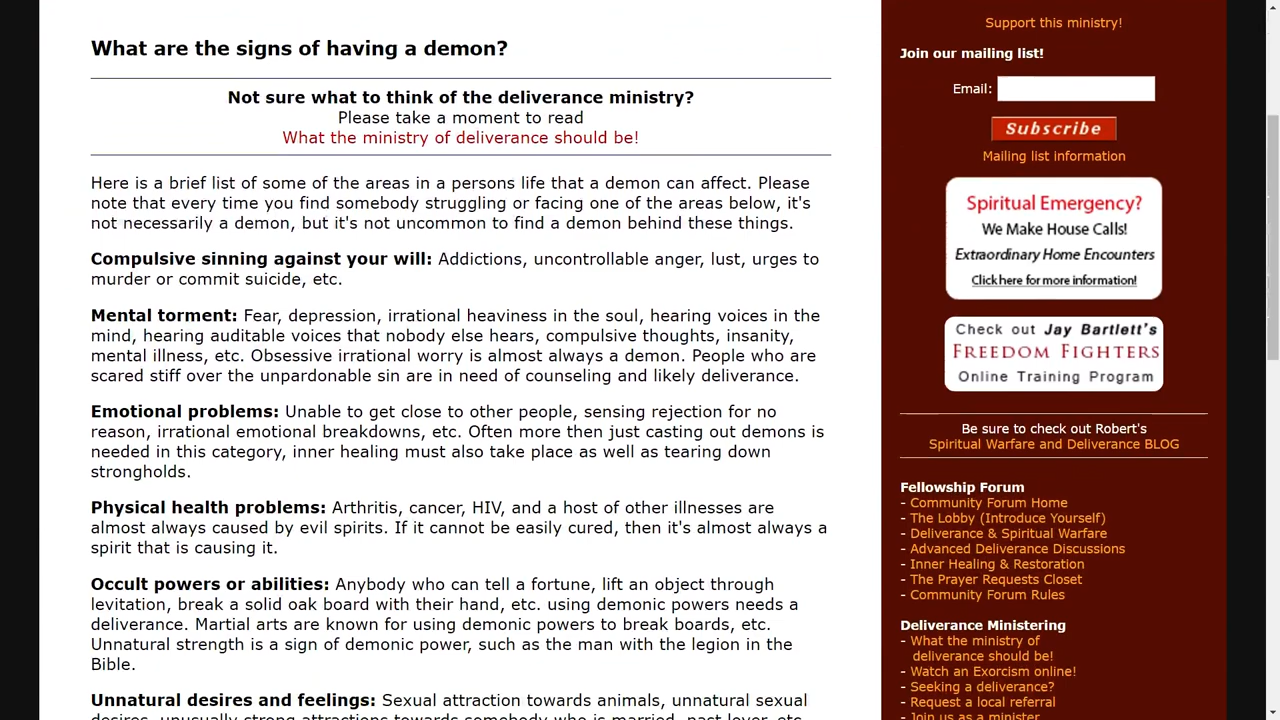 What are the signs of having a demon?
Not sure what to think of the deliverance ministry?
Please take a moment to read
What the ministry of deliverance should be!
Here is a brief list of some of the areas in a persons life that a demon can affect. Please
note that every time you find somebody struggling or facing one of the areas below, it's
not necessarily a demon, but it's not uncommon to find a demon behind these things.
Compulsive sinning against your will: Addictions, uncontrollable anger, lust, urges to
murder or commit suicide, etc.
Mental torment: Fear, depression, irrational heaviness in the soul, hearing voices in the
mind, hearing auditable voices that nobody else hears, compulsive thoughts, insanity,
mental illness, etc. Obsessive irrational worry is almost always a demon. People who are
scared stiff over the unpardonable sin are in need of counseling and likely deliverance.
Emotional problems: Unable to get close to other people, sensing rejection for no
reason, irrational emotional breakdowns, etc. Often more then just casting out demons is
needed in this category, inner healing must also take place as well as tearing down
strongholds.
Physical health problems: Arthritis, cancer, HIV, and a host of other illnesses are
almost always caused by evil spirits. If it cannot be easily cured, then it's almost always a
spirit that is causing it.
Occult powers or abilities: Anybody who can tell a fortune, lift an object through
levitation, break a solid oak board with their hand, etc. using demonic powers needs a
deliverance. Martial arts are known for using demonic powers to break boards, etc.
Unnatural strength is a sign of demonic power, such as the man with the legion in the
Bible.
Unnatural desires and feelings: Sexual attraction towards animals, unnatural sexual
desires, unusually strong attractions towards somebody who is married, past lover, etc.
Support this ministry!
Join our mailing list!
Email:
Subscribe
Mailing list information
Spiritual Emergency?
We Make House Calls!
Extraordinary Home Encounters
Click here for more information!
Check out Jay Bartlett's
FREEDOM FIGHTERS
Online Training Program
Be sure to check out Robert's
Spiritual Warfare and Deliverance BLOG
Fellowship Forum
- Community Forum Home
- The Lobby (Introduce Yourself)
- Deliverance & Spiritual Warfare
- Advanced Deliverance Discussions
- Inner Healing & Restoration
- The Prayer Requests Closet
- Community Forum Rules
Deliverance Ministering
- What the ministry of
deliverance should be!
- Watch an Exorcism online!
- Seeking a deliverance?
- Request a local referral
- Join us as a minister